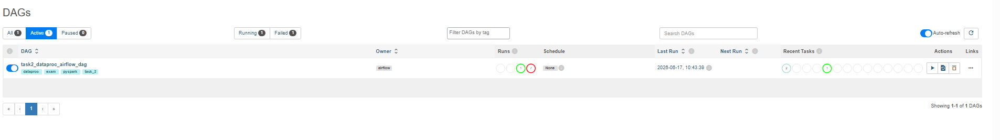 DAGs
All 1 Active 1 Paused 0 Running 1 Failed 1 Filter DAGs by tag Search DAGs Auto-refresh
DAG Owner Runs Schedule Last Run Next Run Recent Tasks Actions Links
task2_dataproc_airflow_dag
dataproc exam pyspark task_2
airflow 1 7 None 2026-06-17, 10:43:39 2 1
« ‹ 1 › »
Showing 1-1 of 1 DAGs